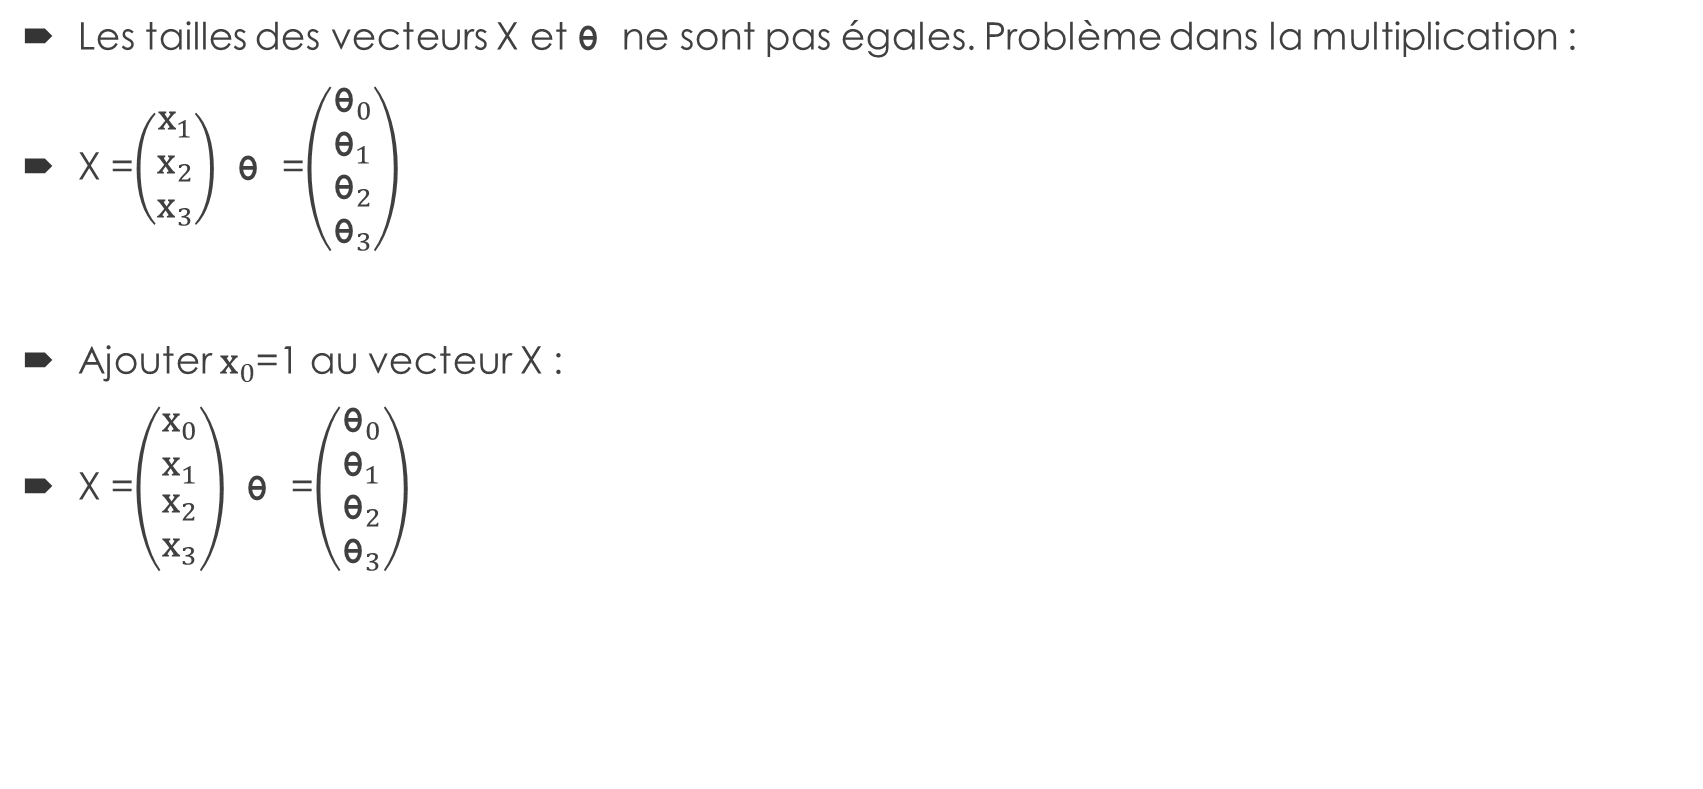 Les tailles des vecteurs X et θ ne sont pas égales. Problème dans la multiplication :
X = (x₁ x₂ x₃) θ = (θ₀ θ₁ θ₂ θ₃)
Ajouter x₀=1 au vecteur X :
X = (x₀ x₁ x₂ x₃) θ = (θ₀ θ₁ θ₂ θ₃)